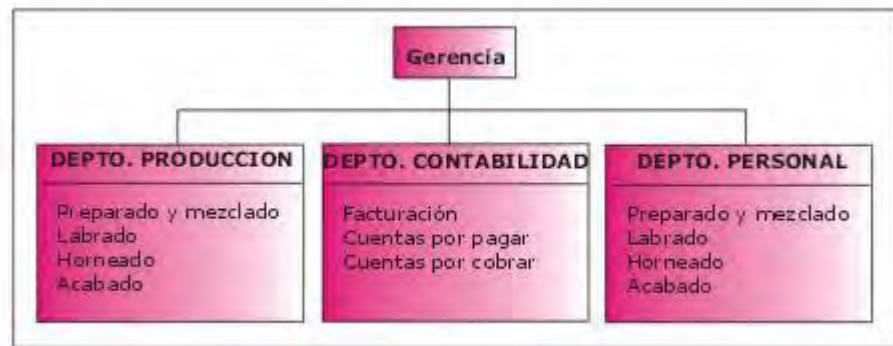 Gerencia
DEPTO. PRODUCCION
Preparado y mezclado
Labrado
Horneado
Acabado
DEPTO. CONTABILIDAD
Facturación
Cuentas por pagar
Cuentas por cobrar
DEPTO. PERSONAL
Preparado y mezclado
Labrado
Horneado
Acabado